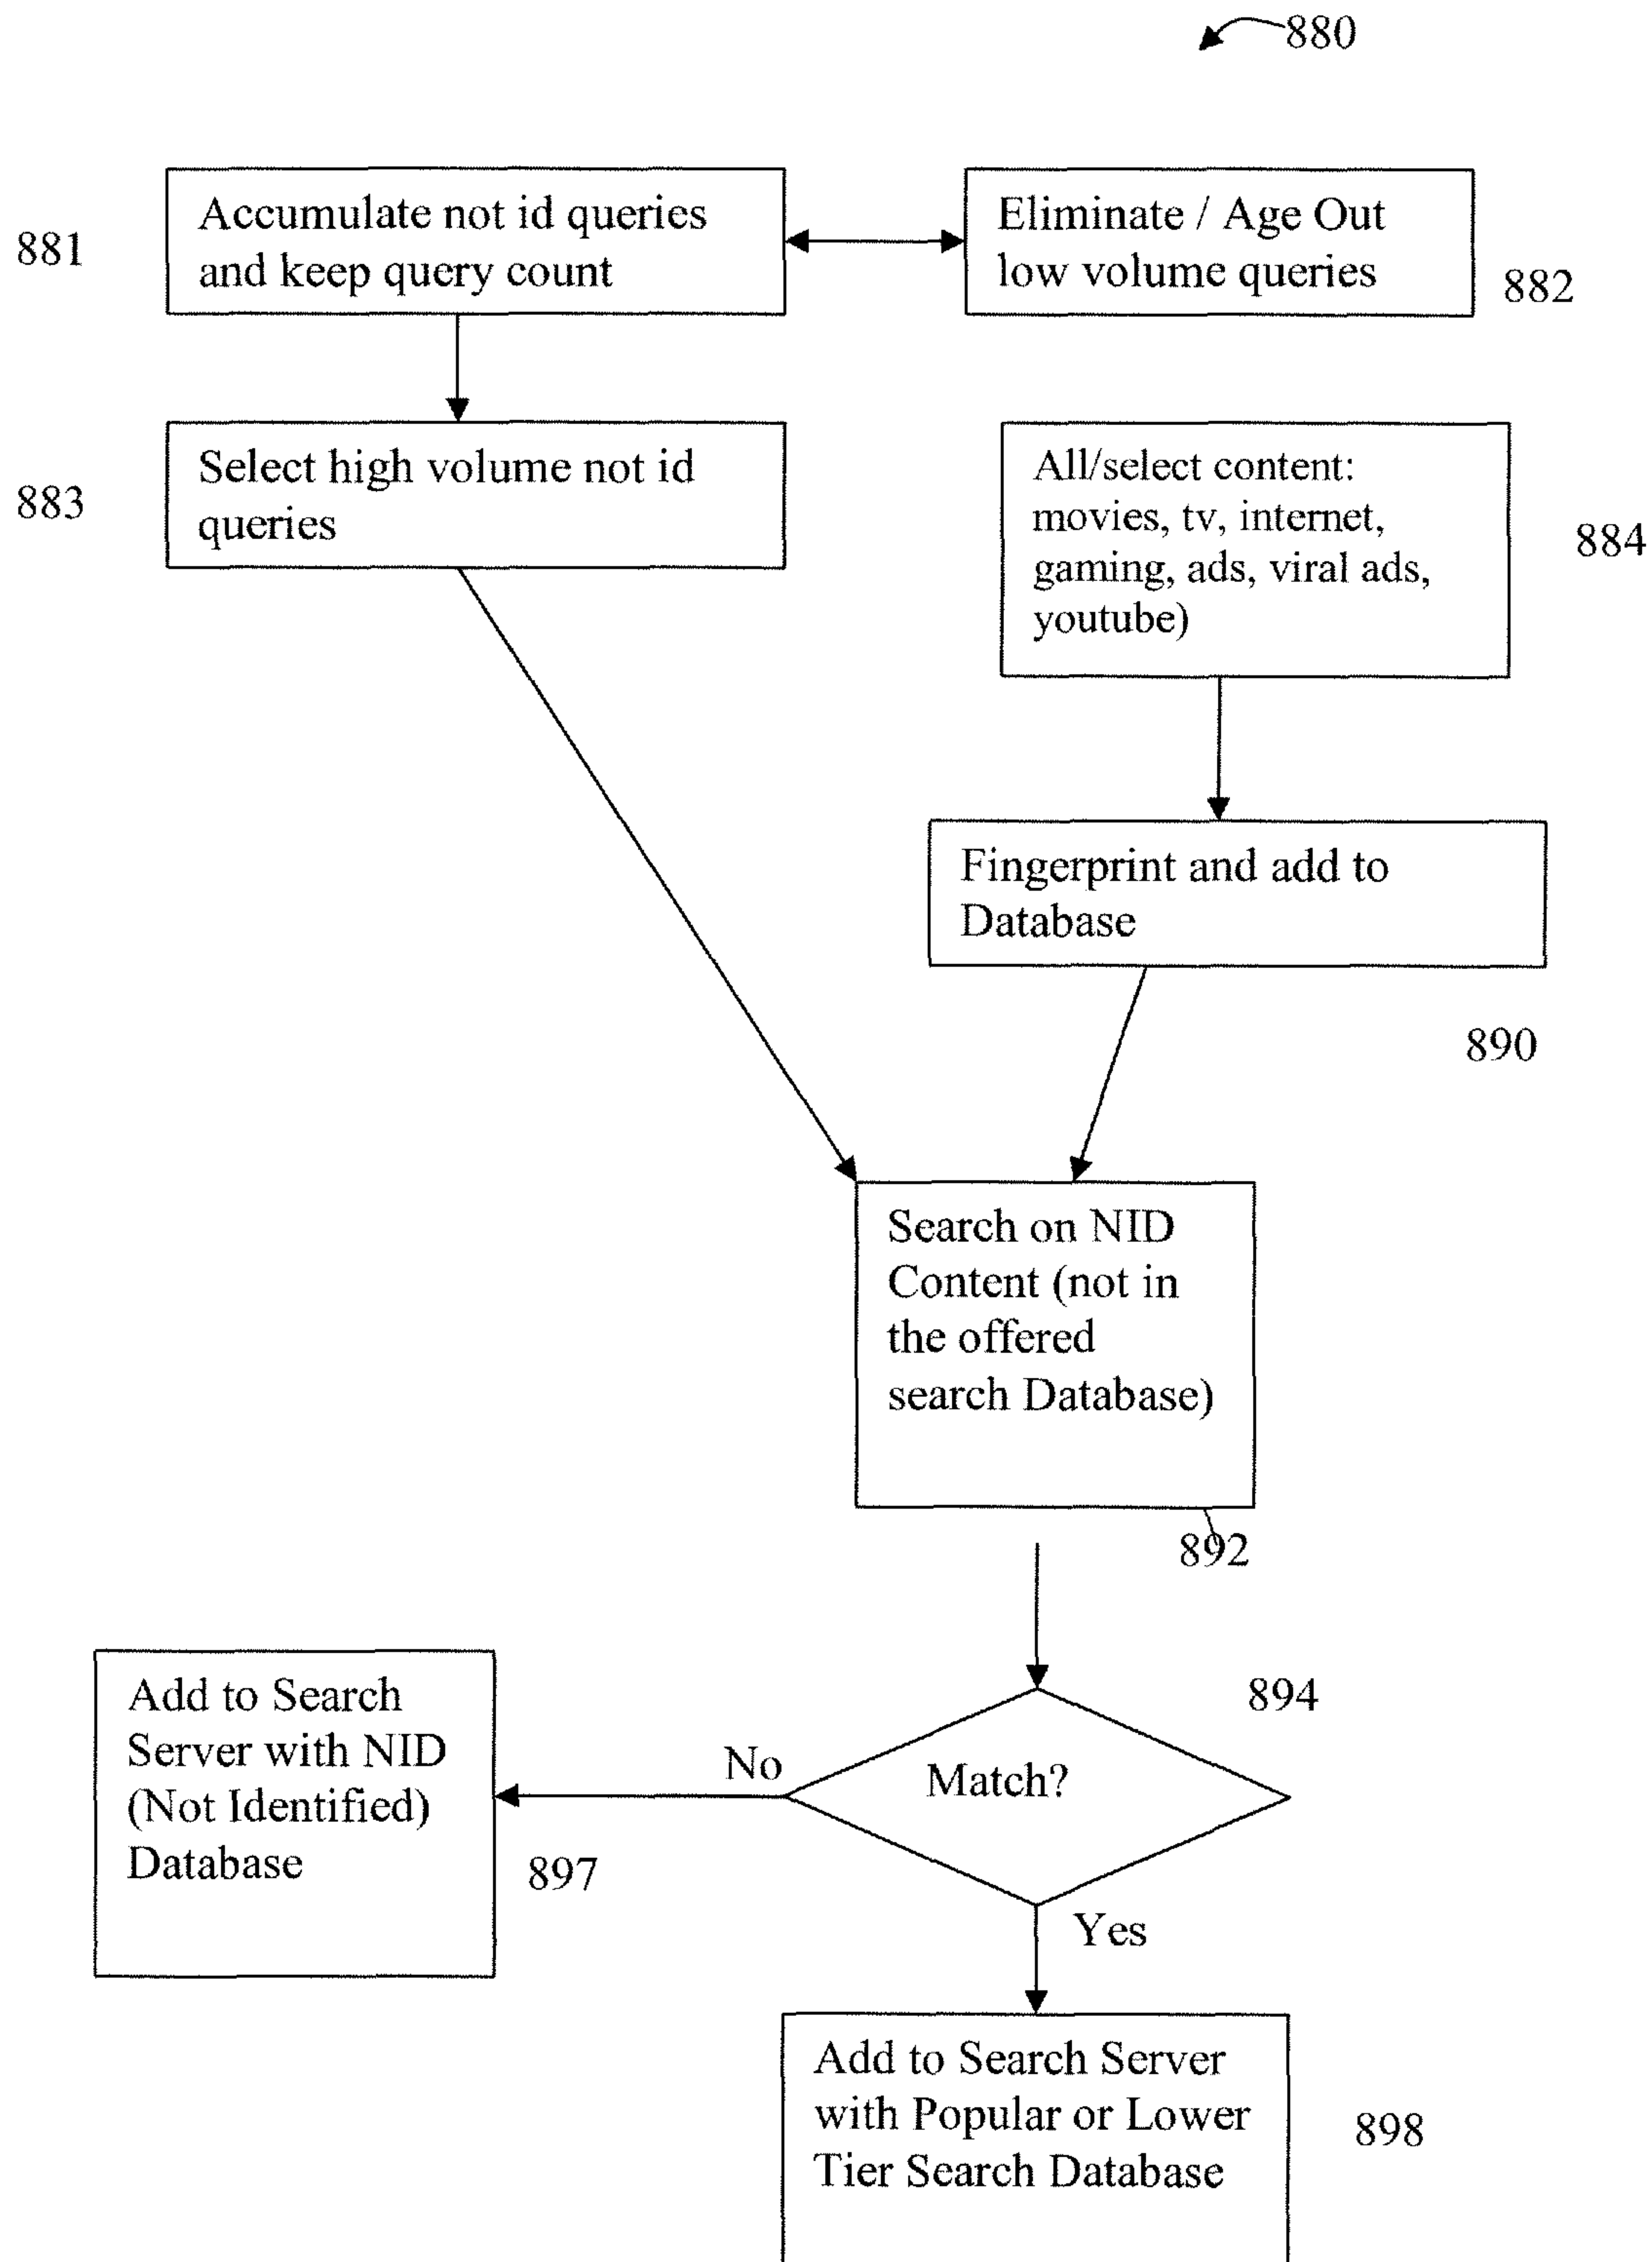 880
Accumulate not id queries
and keep query count
881
Eliminate / Age Out
low volume queries
882
Select high volume not id
queries
883
All/select content:
movies, tv, internet,
gaming, ads, viral ads,
youtube)
884
Fingerprint and add to
Database
890
Search on NID
Content (not in
the offered
search Database)
892
894
Match?
No
Add to Search
Server with NID
(Not Identified)
Database
897
Yes
Add to Search Server
with Popular or Lower
Tier Search Database
898